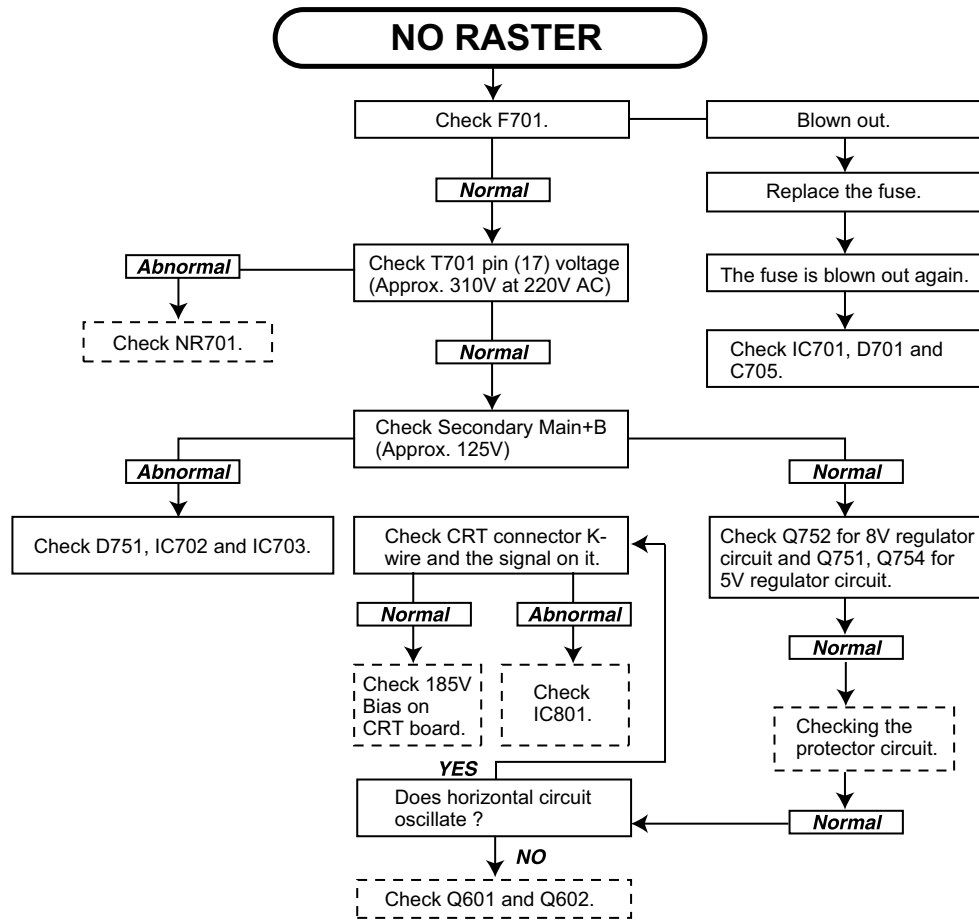 NO RASTER
Check F701.
Blown out.
Normal
Replace the fuse.
Abnormal
Check T701 pin (17) voltage
(Approx. 310V at 220V AC)
The fuse is blown out again.
Check NR701.
Normal
Check IC701, D701 and
C705.
Check Secondary Main+B
(Approx. 125V)
Abnormal
Normal
Check D751, IC702 and IC703.
Check CRT connector K-
wire and the signal on it.
Check Q752 for 8V regulator
circuit and Q751, Q754 for
5V regulator circuit.
Normal
Abnormal
Normal
Check 185V
Bias on
CRT board.
Check
IC801.
Checking the
protector circuit.
YES
Does horizontal circuit
oscillate ?
Normal
NO
Check Q601 and Q602.